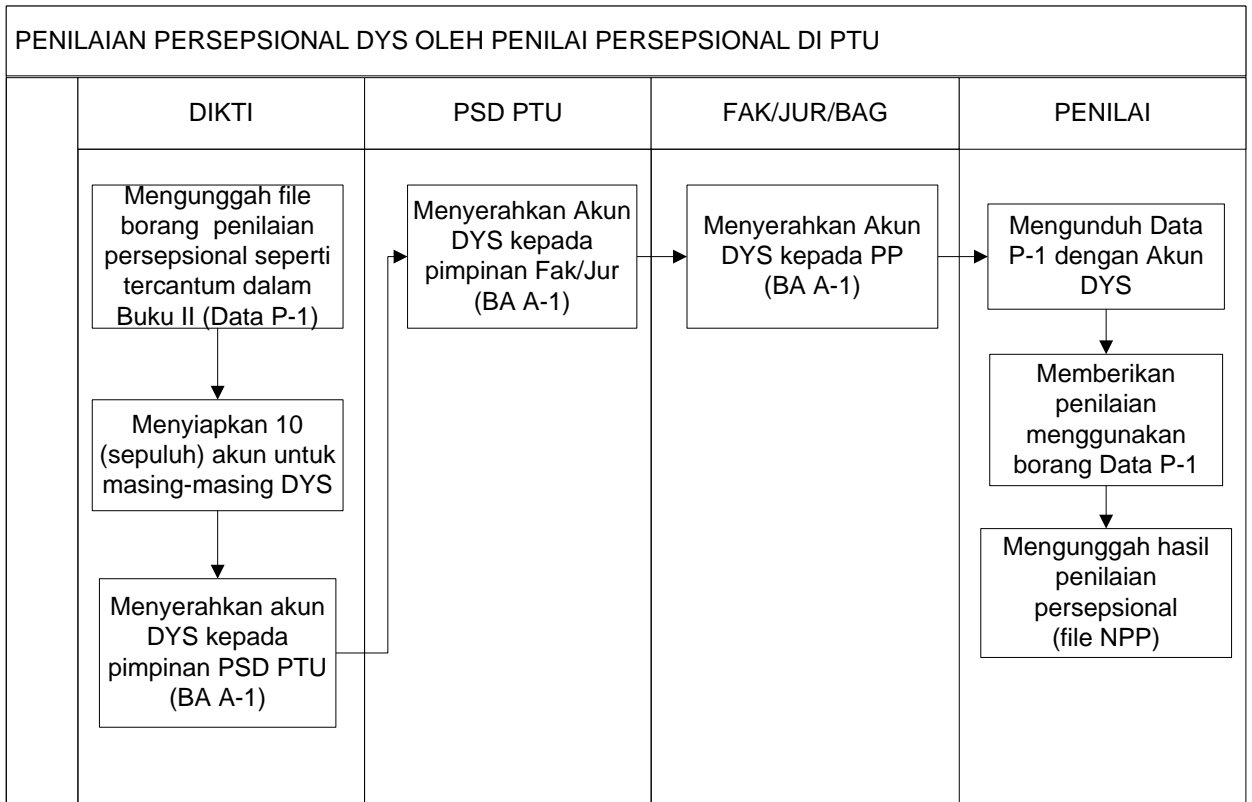 PENILAIAN PERSEPSIONAL DYS OLEH PENILAI PERSEPSIONAL DI PTU
DIKTI
PSD PTU
FAK/JUR/BAG
PENILAI
Mengunggah file
borang penilaian
persepsional seperti
tercantum dalam
Buku II (Data P-1)
Menyiapkan 10
(sepuluh) akun untuk
masing-masing DYS
Menyerahkan akun
DYS kepada
pimpinan PSD PTU
(BA A-1)
Menyerahkan Akun
DYS kepada
pimpinan Fak/Jur
(BA A-1)
Menyerahkan Akun
DYS kepada PP
(BA A-1)
Mengunduh Data
P-1 dengan Akun
DYS
Memberikan
penilaian
menggunakan
borang Data P-1
Mengunggah hasil
penilaian
persepsional
(file NPP)